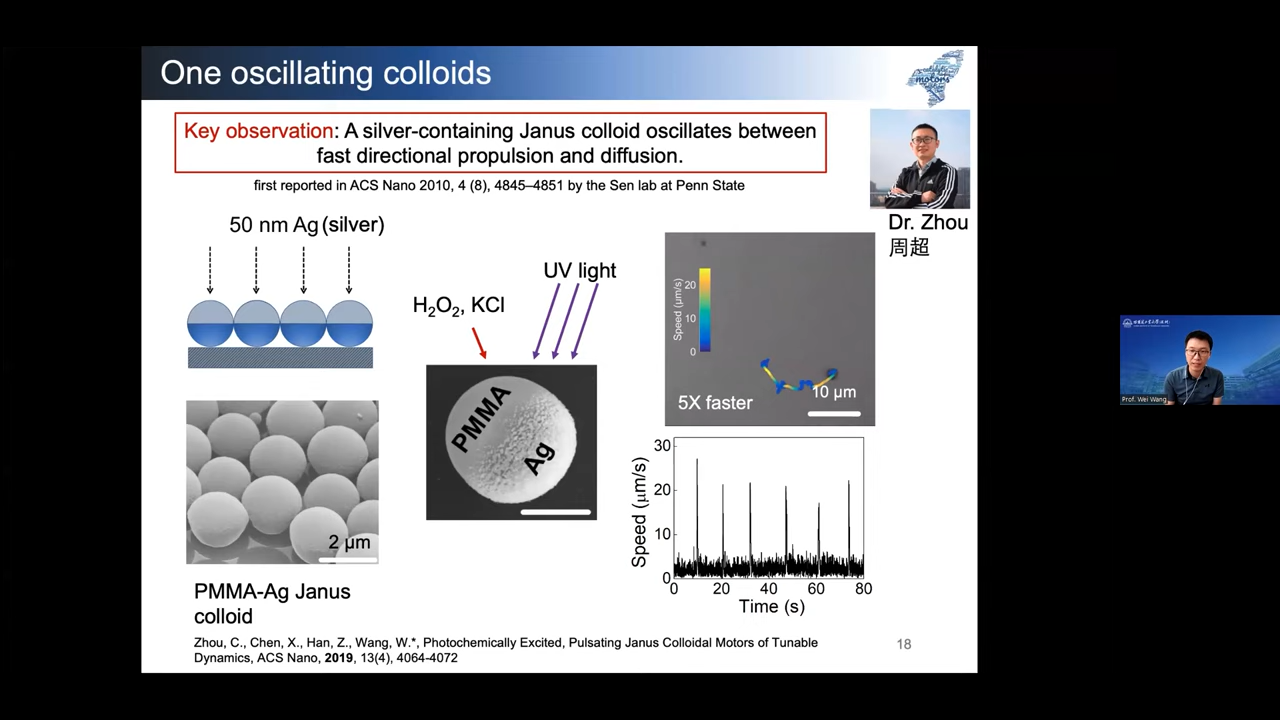 One oscillating colloids
motors
Key observation: A silver-containing Janus colloid oscillates between
fast directional propulsion and diffusion.
first reported in ACS Nano 2010, 4 (8), 4845–4851 by the Sen lab at Penn State
Dr. Zhou
周超
50 nm Ag (silver)
UV light
H₂O₂, KCl
PMMA
Ag
2 μm
PMMA-Ag Janus
colloid
Speed (μm/s)
20
10
0
10 μm
5X faster
Speed (μm/s)
30
20
10
0
0 20 40 60 80
Time (s)
Zhou, C., Chen, X., Han, Z., Wang, W.*, Photochemically Excited, Pulsating Janus Colloidal Motors of Tunable
Dynamics, ACS Nano, 2019, 13(4), 4064-4072
18
Prof. Wei Wang